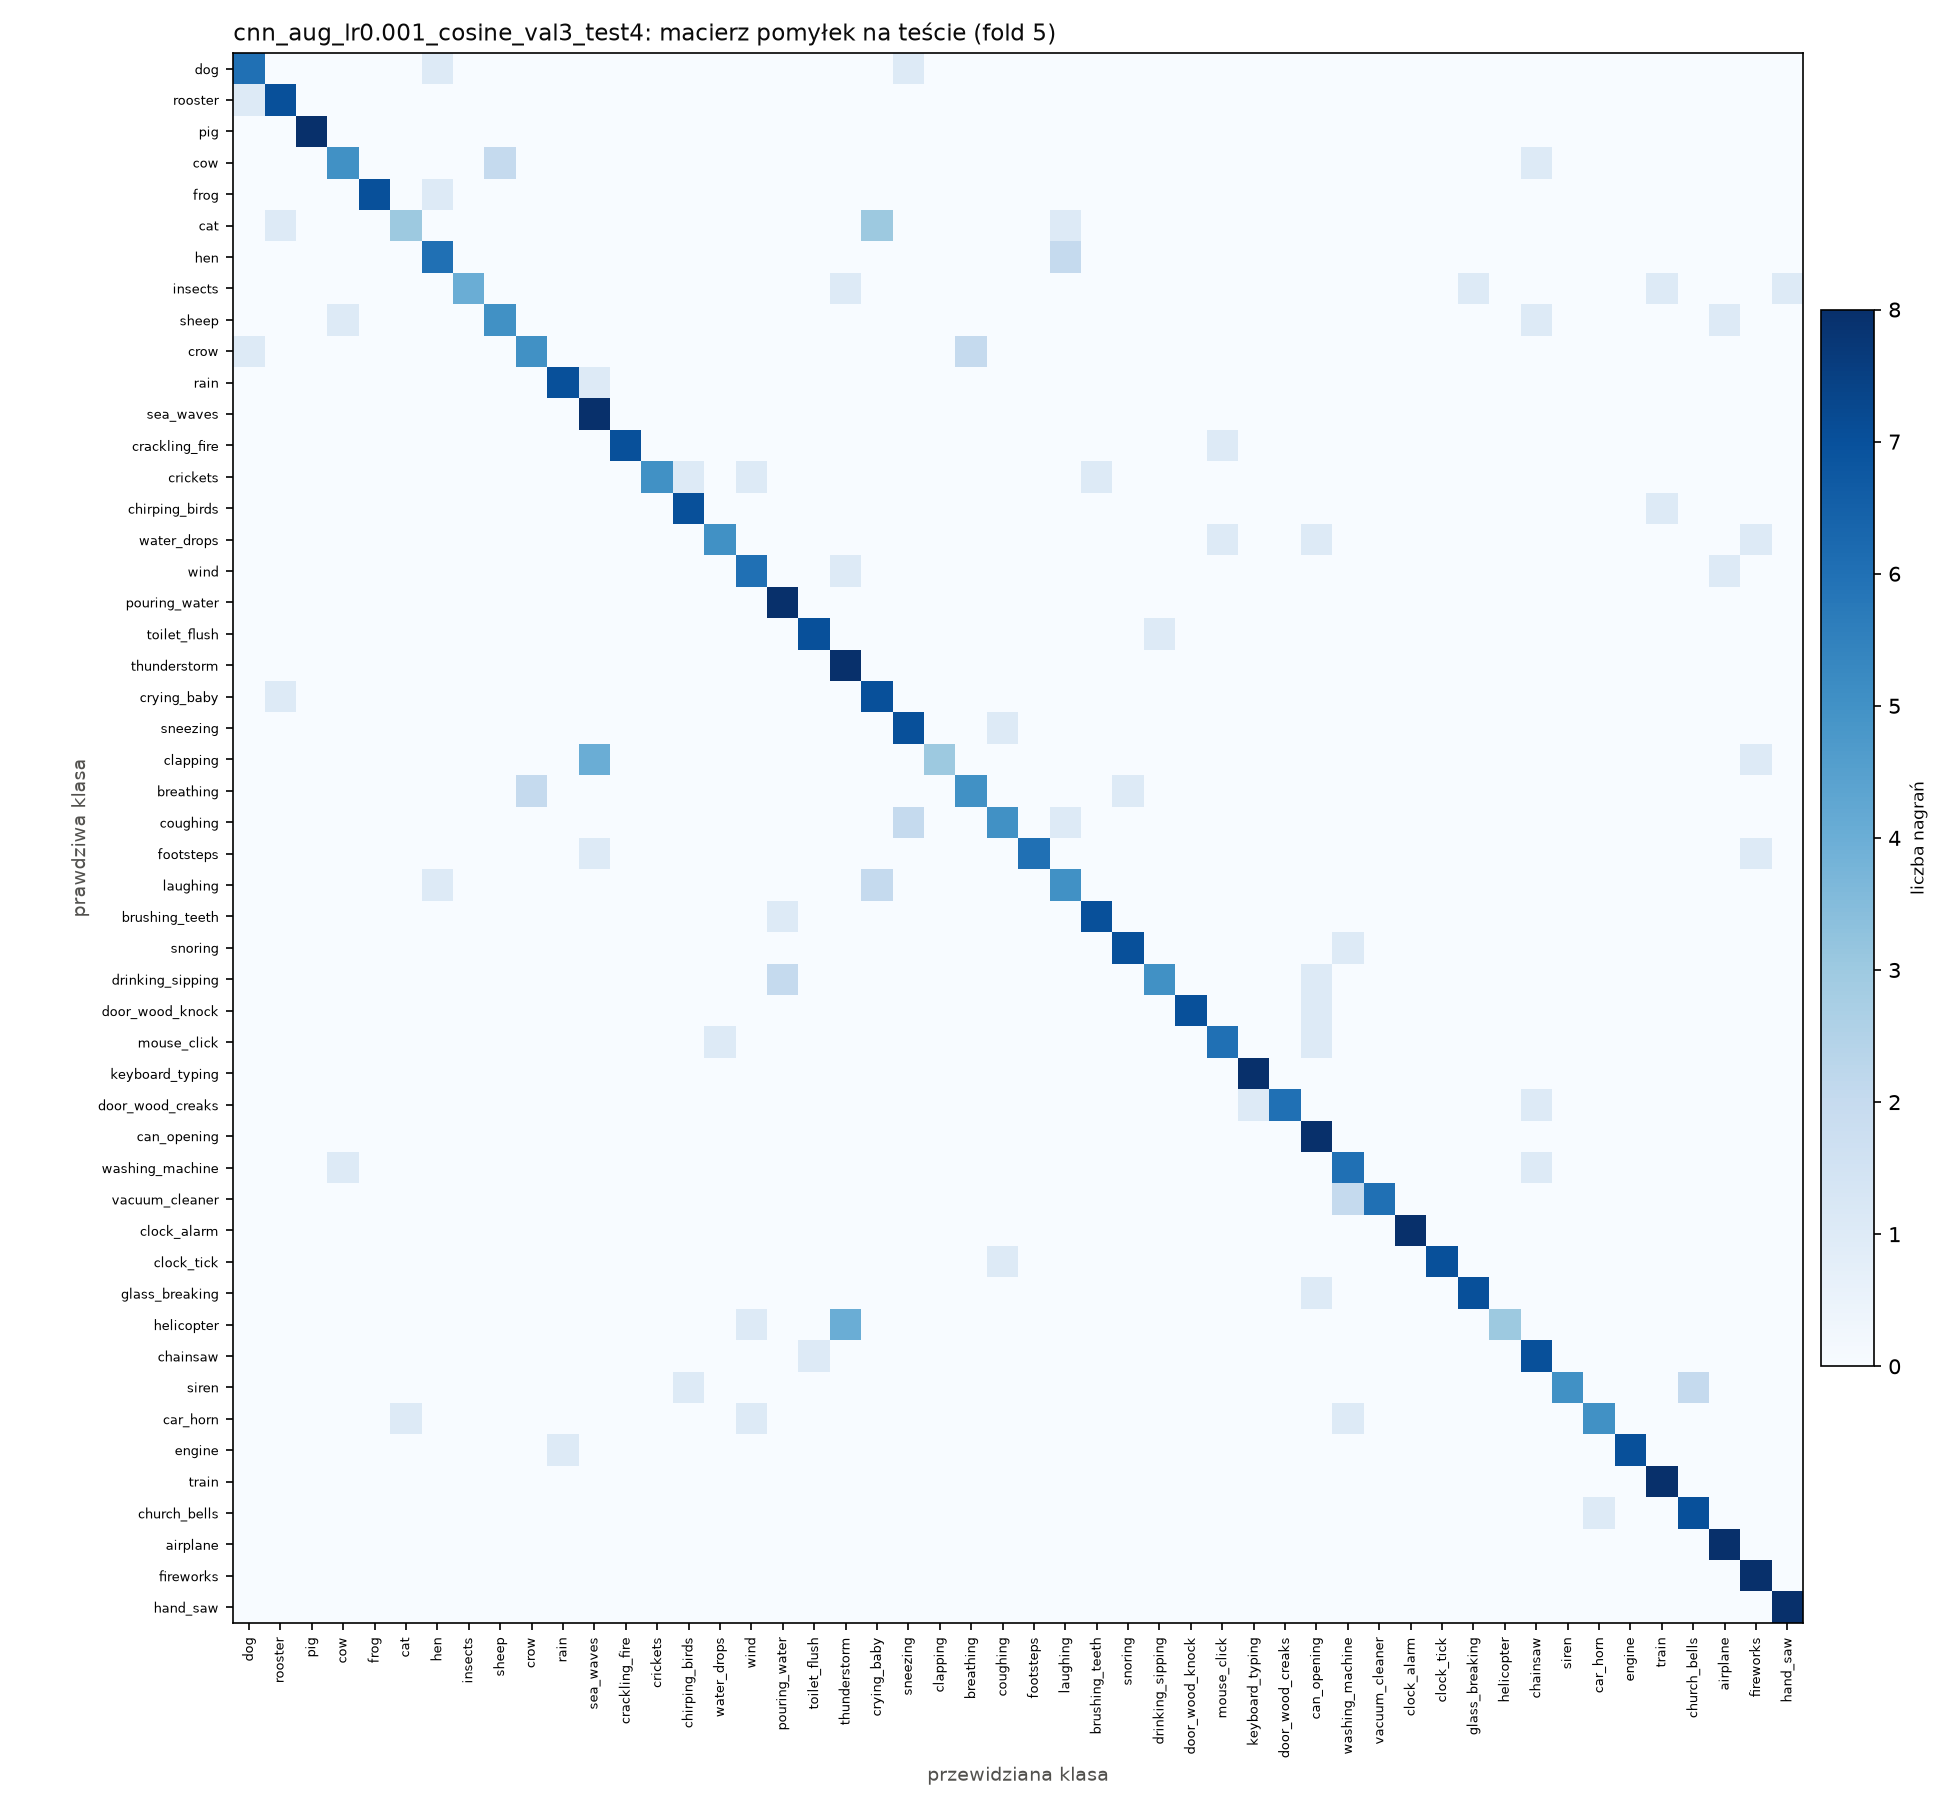 cnn_aug_lr0.001_cosine_val3_test4: macierz pomyłek na teście (fold 5)
dog
rooster
pig
cow
frog
cat
hen
insects
sheep
crow
rain
sea_waves
crackling_fire
crickets
chirping_birds
water_drops
wind
pouring_water
toilet_flush
thunderstorm
crying_baby
sneezing
clapping
breathing
coughing
footsteps
laughing
brushing_teeth
snoring
drinking_sipping
door_wood_knock
mouse_click
keyboard_typing
door_wood_creaks
can_opening
washing_machine
vacuum_cleaner
clock_alarm
clock_tick
glass_breaking
helicopter
chainsaw
siren
car_horn
engine
train
church_bells
airplane
fireworks
hand_saw
prawdziwa klasa
dog
rooster
pig
cow
frog
cat
hen
insects
sheep
crow
rain
sea_waves
crackling_fire
crickets
chirping_birds
water_drops
wind
pouring_water
toilet_flush
thunderstorm
crying_baby
sneezing
clapping
breathing
coughing
footsteps
laughing
brushing_teeth
snoring
drinking_sipping
door_wood_knock
mouse_click
keyboard_typing
door_wood_creaks
can_opening
washing_machine
vacuum_cleaner
clock_alarm
clock_tick
glass_breaking
helicopter
chainsaw
siren
car_horn
engine
train
church_bells
airplane
fireworks
hand_saw
przewidziana klasa
8
7
6
5
4
3
2
1
0
liczba nagrań